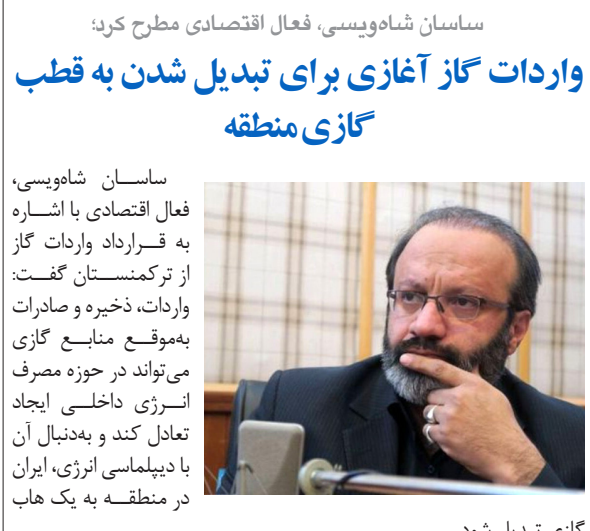 ساسان شاه‌ویسی، فعال اقتصادی مطرح کرد؛
واردات گاز آغازی برای تبدیل شدن به قطب
گازی منطقه
ساسان شاه‌ویسی،
فعال اقتصادی با اشاره
به قرارداد واردات گاز
از ترکمنستان گفت:
واردات، ذخیره و صادرات
به‌موقع منابع گازی
می‌تواند در حوزه مصرف
انرژی داخلی ایجاد
تعادل کند و به‌دنبال آن
با دیپلماسی انرژی، ایران
در منطقه به یک هاب
گازی تبدیل شود